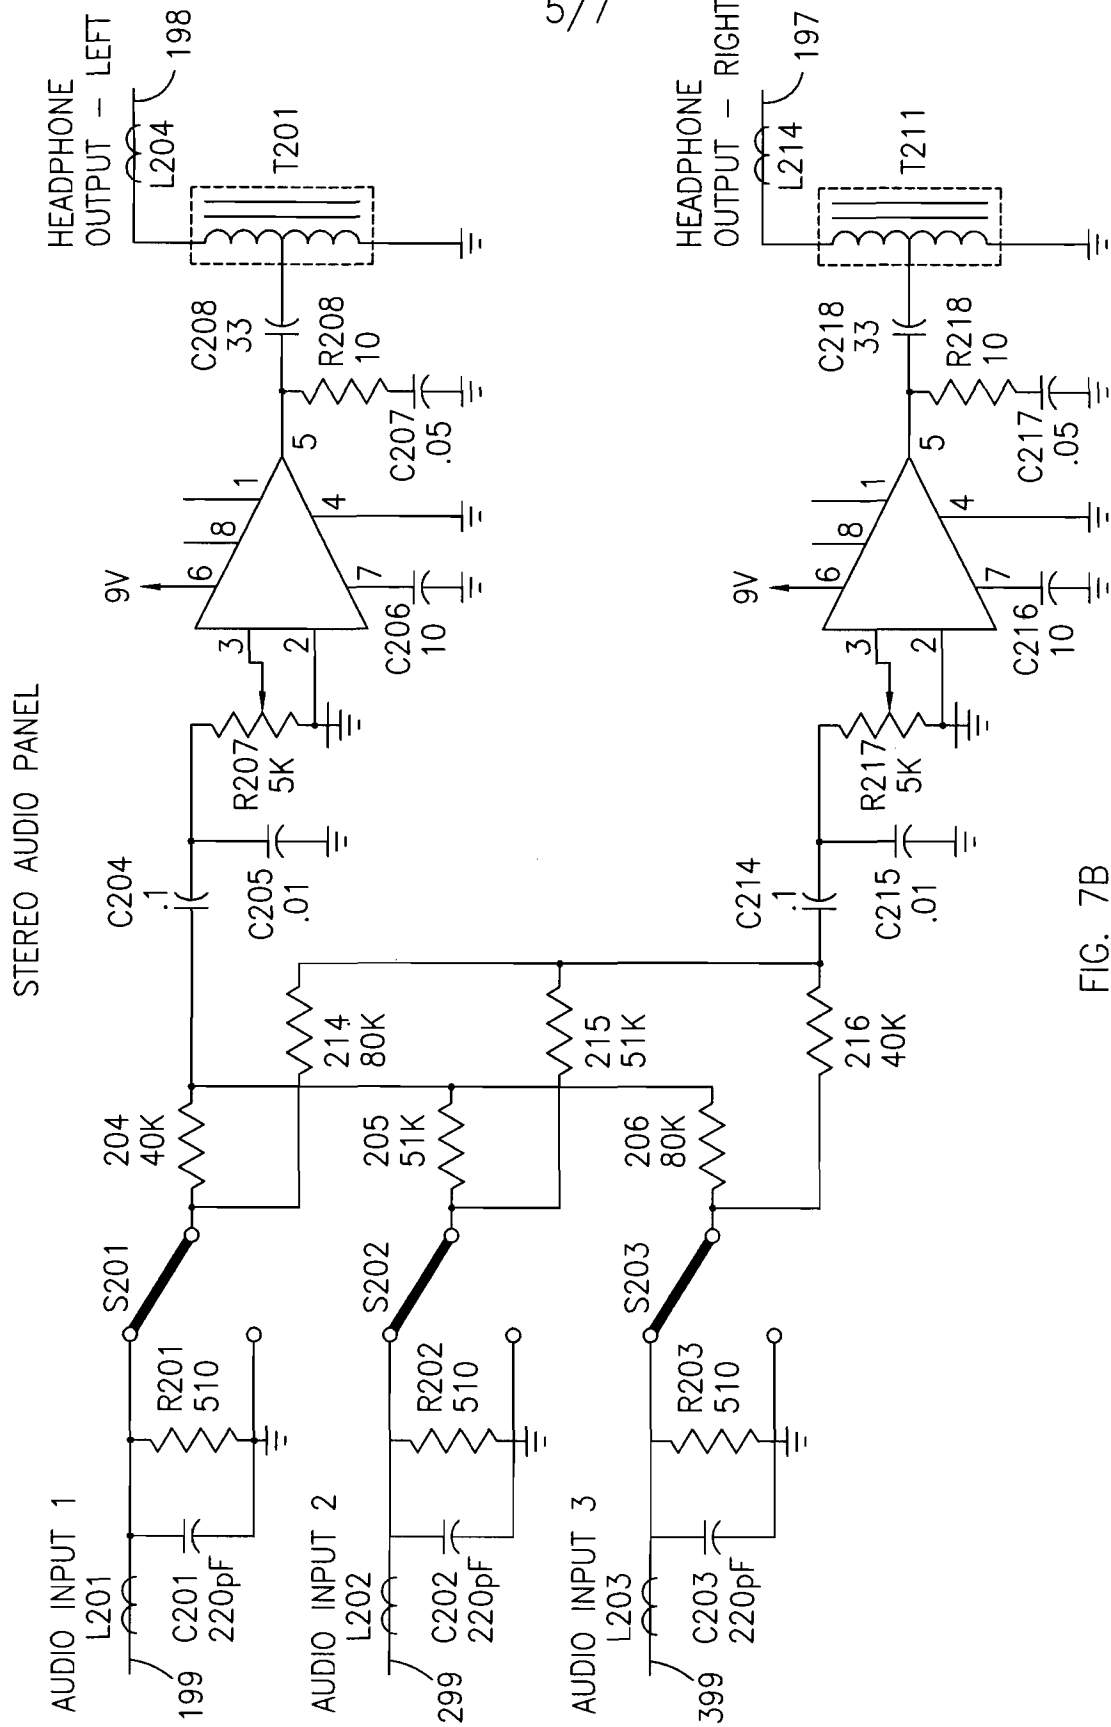 5/7
STEREO AUDIO PANEL
AUDIO INPUT 1
L201
199
C201
220pF
R201
510
S201
204
40K
214
80K
C204
.1
C205
.01
R207
5K
3
2
9V
6
8
1
7
4
5
C206
10
C207
.05
R208
10
C208
33
T201
HEADPHONE
OUTPUT - LEFT
L204
198
AUDIO INPUT 2
L202
299
C202
220pF
R202
510
S202
205
51K
215
51K
AUDIO INPUT 3
L203
399
C203
220pF
R203
510
S203
206
80K
216
40K
C214
.1
C215
.01
R217
5K
3
2
9V
6
8
1
7
4
5
C216
10
C217
.05
R218
10
C218
33
T211
HEADPHONE
OUTPUT - RIGHT
L214
197
FIG. 7B